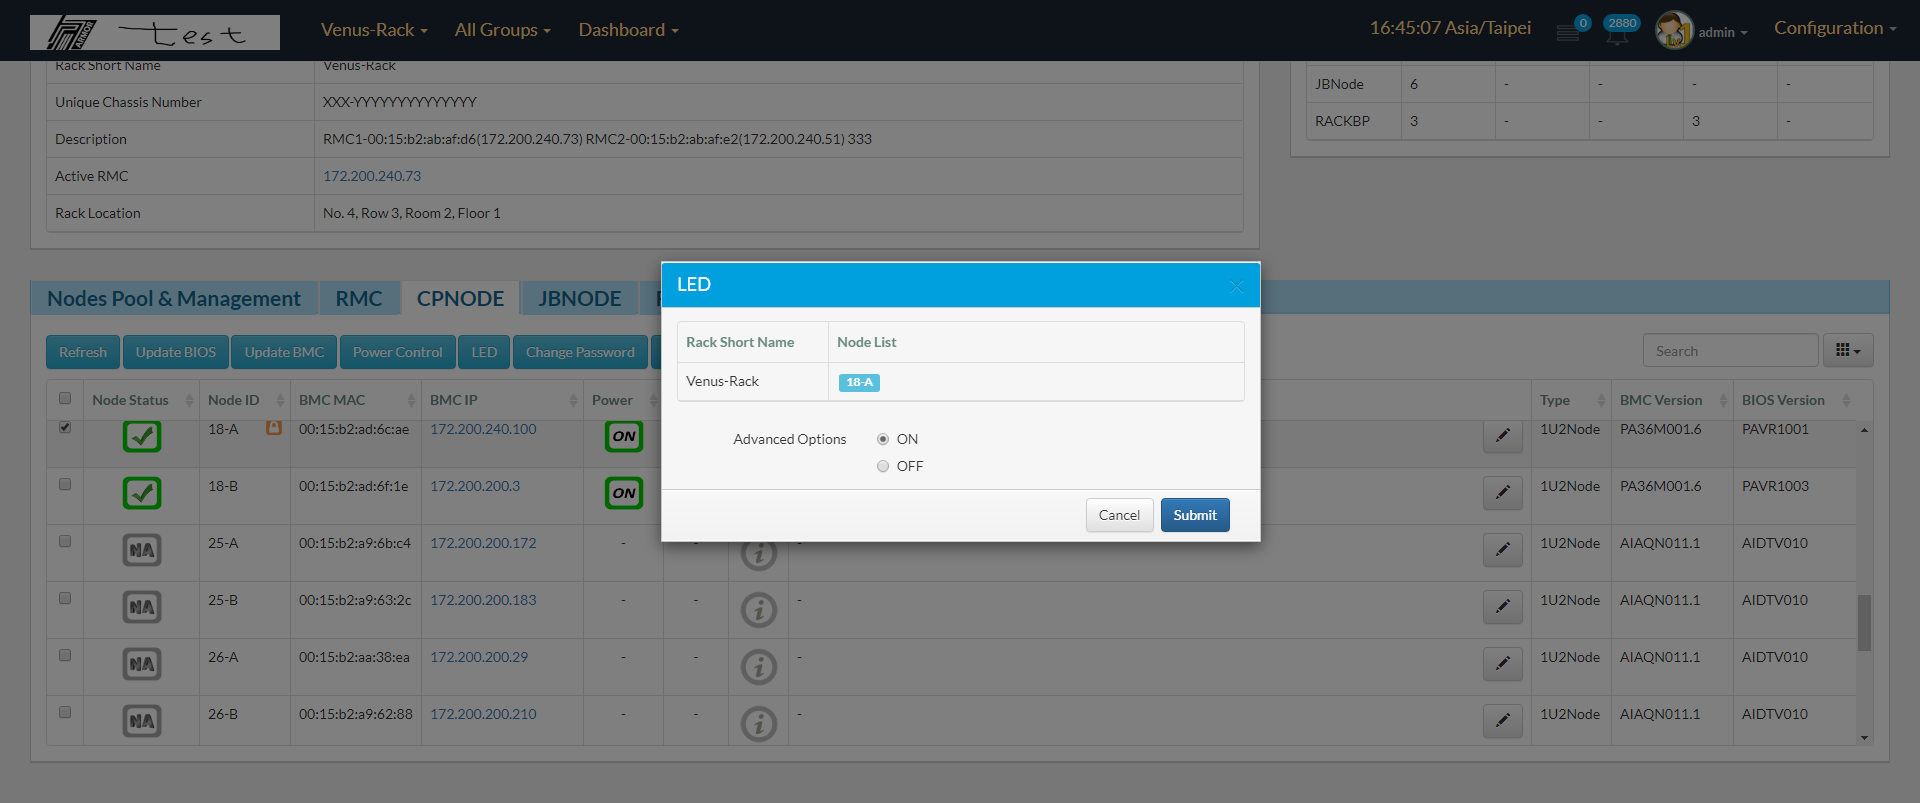 ARMOR test Venus-Rack All Groups Dashboard 16:45:07 Asia/Taipei 0 2880 admin Configuration
Rack Short Name Venus-Rack
Unique Chassis Number XXX-YYYYYYYYYYYYYY
Description RMC1-00:15:b2:ab:af:d6(172.200.240.73) RMC2-00:15:b2:ab:af:e2(172.200.240.51) 333
Active RMC 172.200.240.73
Rack Location No. 4, Row 3, Room 2, Floor 1
JBNode 6 - - - -
RACKBP 3 - - 3 -
Nodes Pool & Management RMC CPNODE JBNODE
Refresh Update BIOS Update BMC Power Control LED Change Password
Search
Node Status Node ID BMC MAC BMC IP Power Type BMC Version BIOS Version
18-A 00:15:b2:ad:6c:ae 172.200.240.100 ON 1U2Node PA36M001.6 PAVR1001
18-B 00:15:b2:ad:6f:1e 172.200.200.3 ON 1U2Node PA36M001.6 PAVR1003
NA 25-A 00:15:b2:a9:6b:c4 172.200.200.172 - - i - 1U2Node AIAQN011.1 AIDTV010
NA 25-B 00:15:b2:a9:63:2c 172.200.200.183 - - i - 1U2Node AIAQN011.1 AIDTV010
NA 26-A 00:15:b2:aa:38:ea 172.200.200.29 - - i - 1U2Node AIAQN011.1 AIDTV010
NA 26-B 00:15:b2:a9:62:88 172.200.200.210 - - i - 1U2Node AIAQN011.1 AIDTV010
LED
Rack Short Name Node List
Venus-Rack 18-A
Advanced Options ON
OFF
Cancel Submit